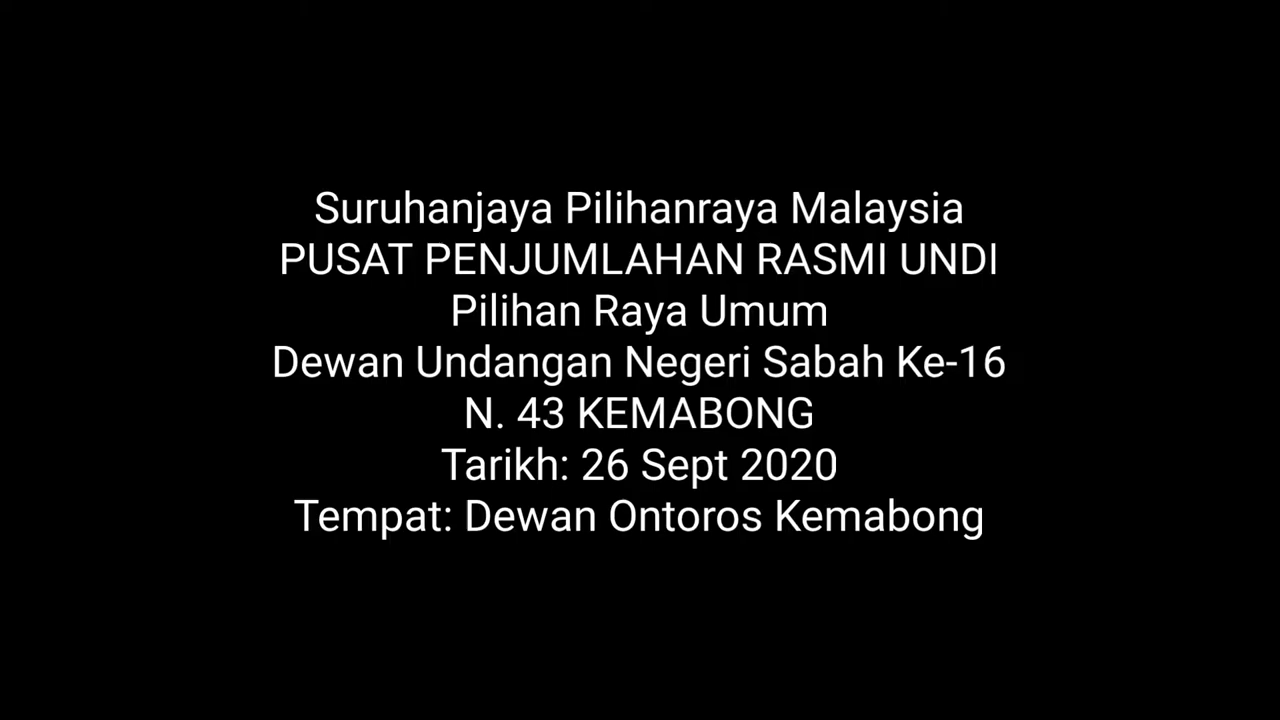 Suruhanjaya Pilihanraya Malaysia
PUSAT PENJUMLAHAN RASMI UNDI
Pilihan Raya Umum
Dewan Undangan Negeri Sabah Ke-16
N. 43 KEMABONG
Tarikh: 26 Sept 2020
Tempat: Dewan Ontoros Kemabong